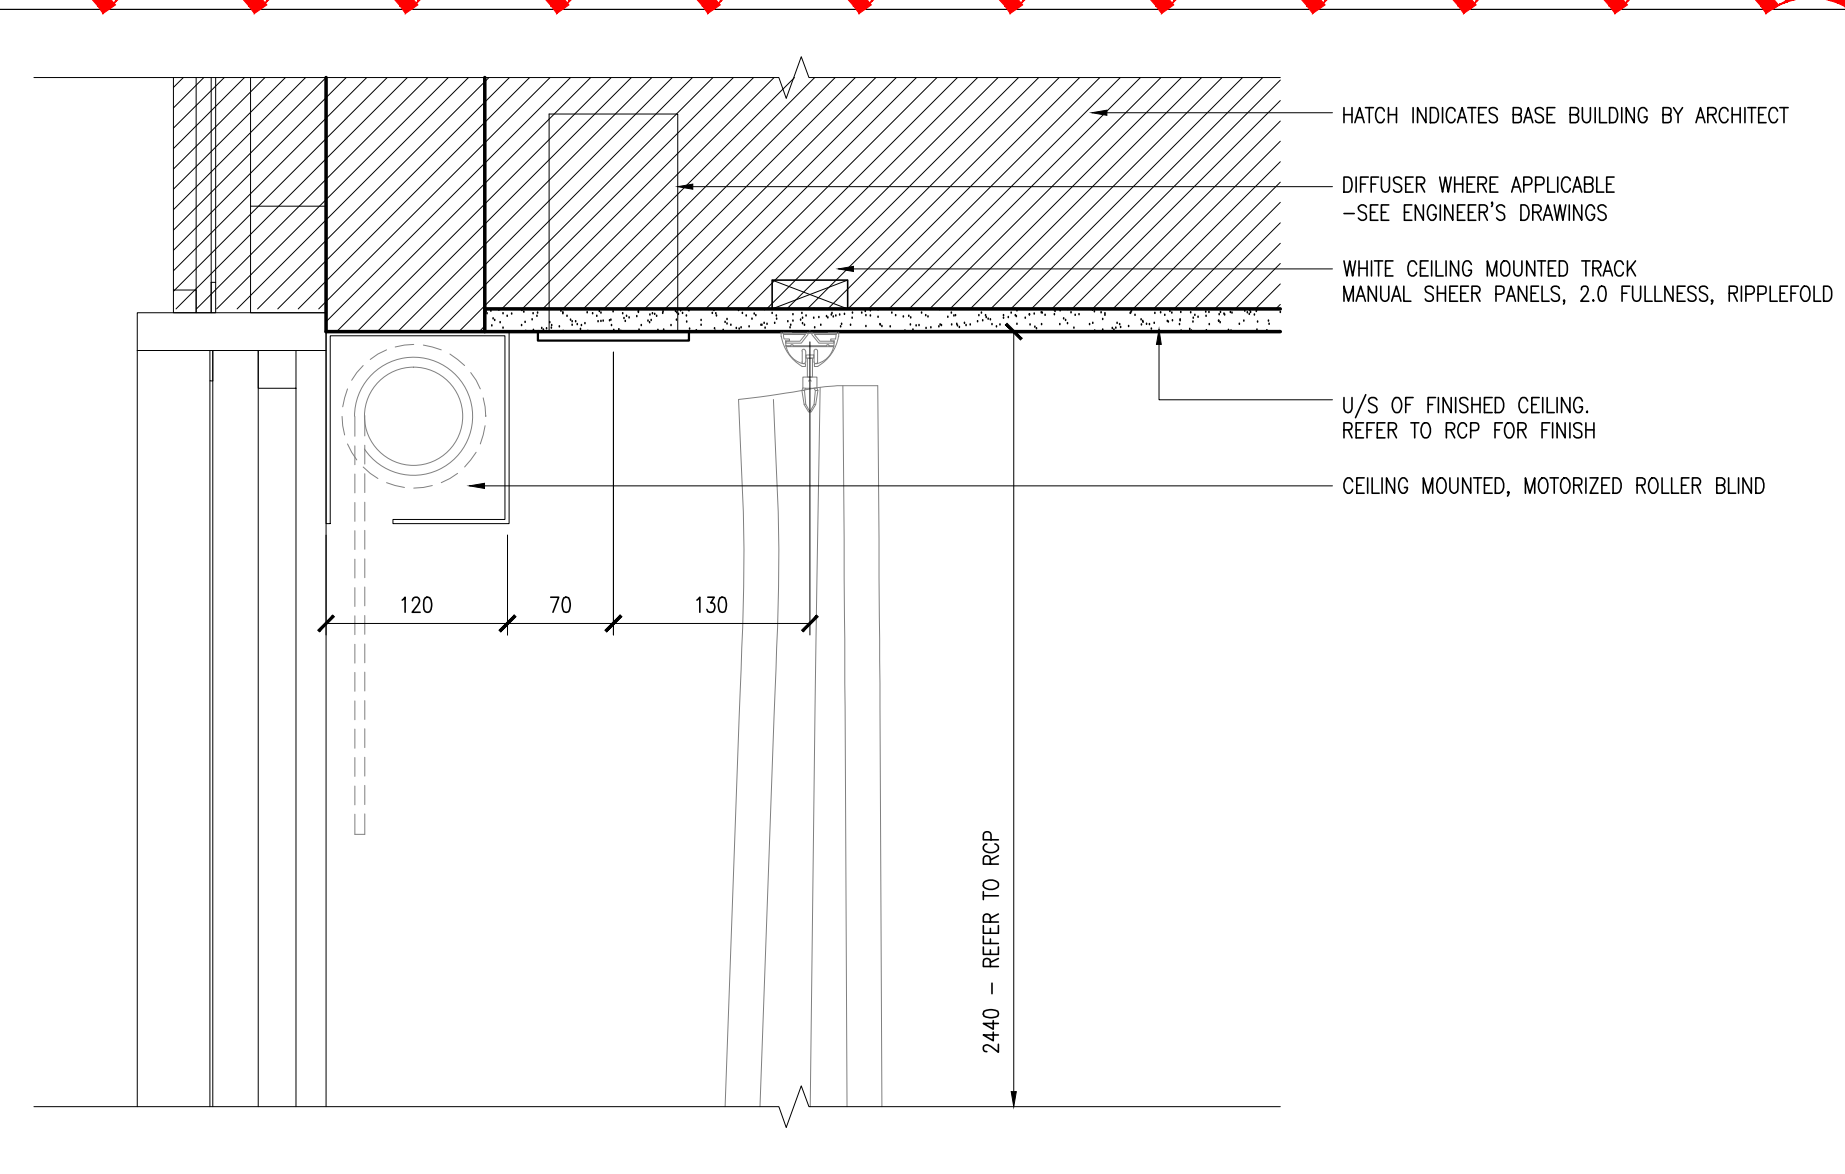 HATCH INDICATES BASE BUILDING BY ARCHITECT
DIFFUSER WHERE APPLICABLE
-SEE ENGINEER'S DRAWINGS
WHITE CEILING MOUNTED TRACK
MANUAL SHEER PANELS, 2.0 FULLNESS, RIPPLEFOLD
U/S OF FINISHED CEILING.
REFER TO RCP FOR FINISH
CEILING MOUNTED, MOTORIZED ROLLER BLIND
120
70
130
2440 - REFER TO RCP